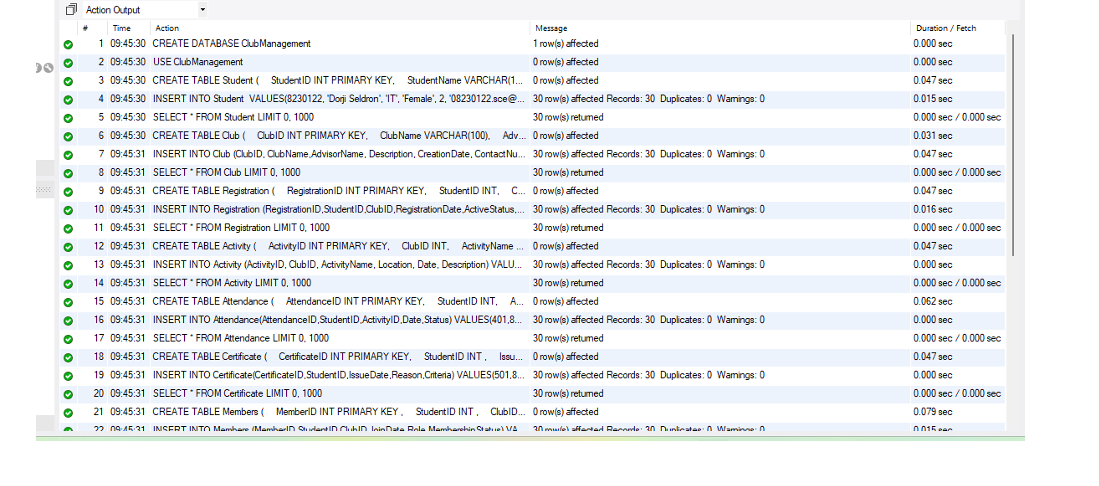 Action Output
# Time Action Message Duration / Fetch
1 09:45:30 CREATE DATABASE ClubManagement 1 row(s) affected 0.000 sec
2 09:45:30 USE ClubManagement 0 row(s) affected 0.000 sec
3 09:45:30 CREATE TABLE Student ( StudentID INT PRIMARY KEY, StudentName VARCHAR(1... 0 row(s) affected 0.047 sec
4 09:45:30 INSERT INTO Student VALUES(8230122, 'Dorji Seldron', 'IT', 'Female', 2, '08230122.sce@... 30 row(s) affected Records: 30 Duplicates: 0 Warnings: 0 0.015 sec
5 09:45:30 SELECT * FROM Student LIMIT 0, 1000 30 row(s) returned 0.000 sec / 0.000 sec
6 09:45:30 CREATE TABLE Club ( ClubID INT PRIMARY KEY, ClubName VARCHAR(100), Adv... 0 row(s) affected 0.031 sec
7 09:45:31 INSERT INTO Club (ClubID, ClubName,AdvisorName, Description, CreationDate, ContactNu... 30 row(s) affected Records: 30 Duplicates: 0 Warnings: 0 0.047 sec
8 09:45:31 SELECT * FROM Club LIMIT 0, 1000 30 row(s) returned 0.000 sec / 0.000 sec
9 09:45:31 CREATE TABLE Registration ( RegistrationID INT PRIMARY KEY, StudentID INT, C... 0 row(s) affected 0.047 sec
10 09:45:31 INSERT INTO Registration (RegistrationID,StudentID,ClubID,RegistrationDate,ActiveStatus,... 30 row(s) affected Records: 30 Duplicates: 0 Warnings: 0 0.016 sec
11 09:45:31 SELECT * FROM Registration LIMIT 0, 1000 30 row(s) returned 0.000 sec / 0.000 sec
12 09:45:31 CREATE TABLE Activity ( ActivityID INT PRIMARY KEY, ClubID INT, ActivityName ... 0 row(s) affected 0.047 sec
13 09:45:31 INSERT INTO Activity (ActivityID, ClubID, ActivityName, Location, Date, Description) VALU... 30 row(s) affected Records: 30 Duplicates: 0 Warnings: 0 0.000 sec
14 09:45:31 SELECT * FROM Activity LIMIT 0, 1000 30 row(s) returned 0.000 sec / 0.000 sec
15 09:45:31 CREATE TABLE Attendance ( AttendanceID INT PRIMARY KEY, StudentID INT, A... 0 row(s) affected 0.062 sec
16 09:45:31 INSERT INTO Attendance(AttendanceID,StudentID,ActivityID,Date,Status) VALUES(401,8... 30 row(s) affected Records: 30 Duplicates: 0 Warnings: 0 0.000 sec
17 09:45:31 SELECT * FROM Attendance LIMIT 0, 1000 30 row(s) returned 0.000 sec / 0.000 sec
18 09:45:31 CREATE TABLE Certificate ( CertificateID INT PRIMARY KEY, StudentID INT , Issu... 0 row(s) affected 0.047 sec
19 09:45:31 INSERT INTO Certificate(CertificateID,StudentID,IssueDate,Reason,Criteria) VALUES(501,8... 30 row(s) affected Records: 30 Duplicates: 0 Warnings: 0 0.000 sec
20 09:45:31 SELECT * FROM Certificate LIMIT 0, 1000 30 row(s) returned 0.000 sec / 0.000 sec
21 09:45:31 CREATE TABLE Members ( MemberID INT PRIMARY KEY , StudentID INT , ClubID... 0 row(s) affected 0.079 sec
22 09:45:31 INSERT INTO Members (MemberID,StudentID,ClubID,JoinDate,Role,MembershipStatus) VA... 30 row(s) affected Records: 30 Duplicates: 0 Warnings: 0 0.015 sec